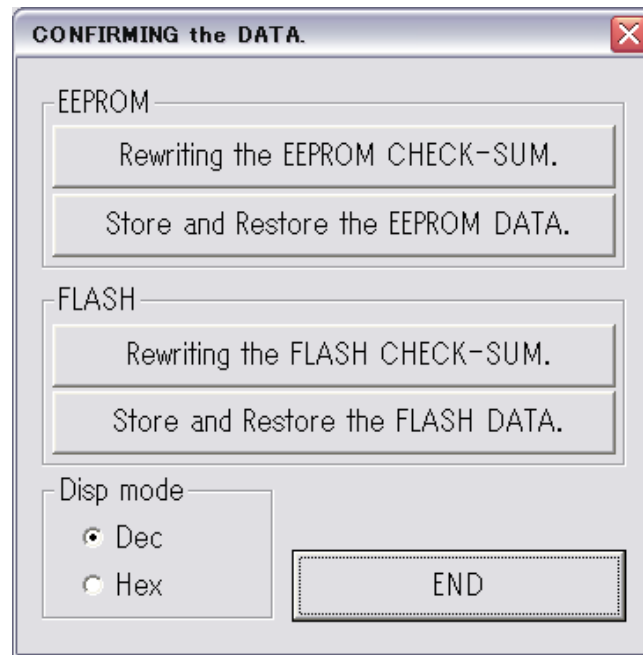 CONFIRMING the DATA.
EEPROM
Rewriting the EEPROM CHECK-SUM.
Store and Restore the EEPROM DATA.
FLASH
Rewriting the FLASH CHECK-SUM.
Store and Restore the FLASH DATA.
Disp mode
Dec
Hex
END